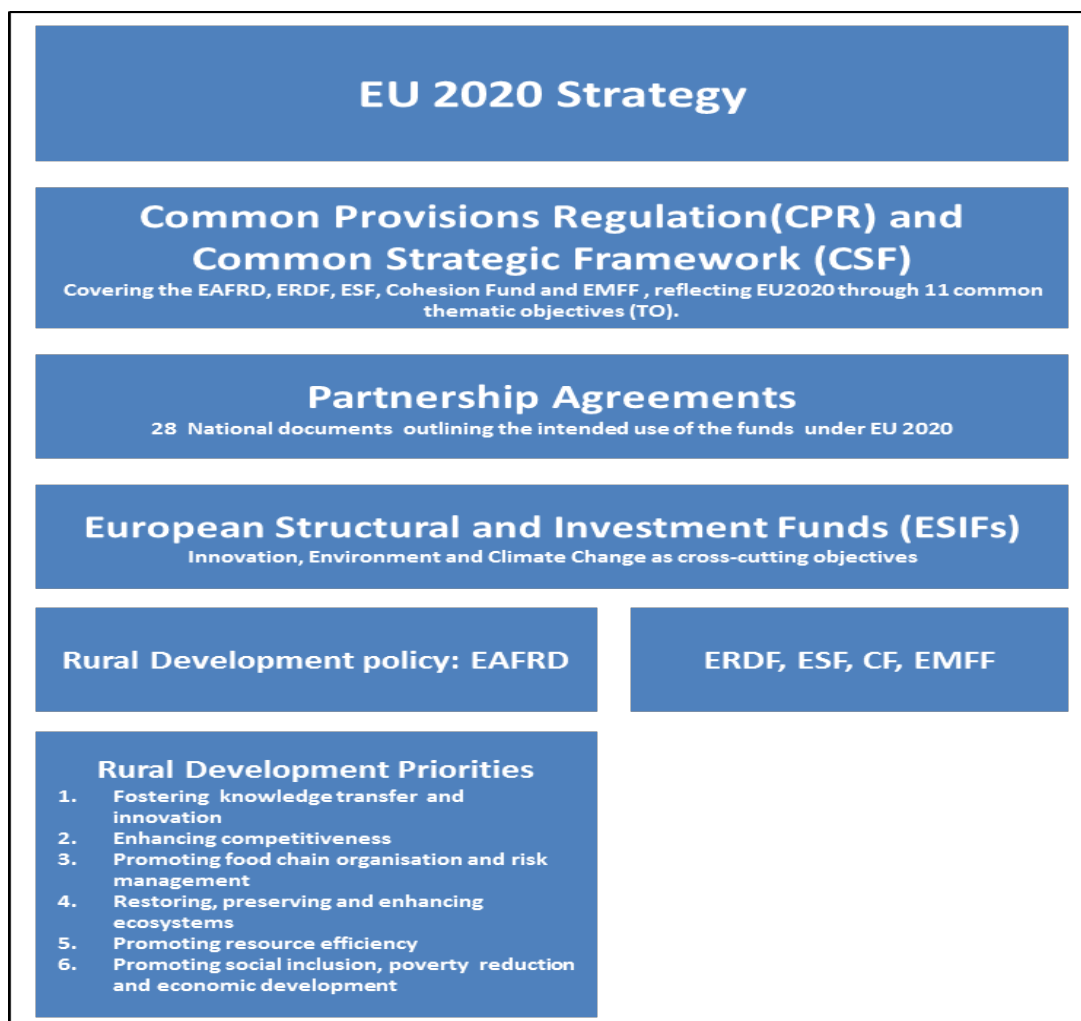 EU 2020 Strategy
Common Provisions Regulation(CPR) and
Common Strategic Framework (CSF)
Covering the EAFRD, ERDF, ESF, Cohesion Fund and EMFF , reflecting EU2020 through 11 common
thematic objectives (TO).
Partnership Agreements
28 National documents outlining the intended use of the funds under EU 2020
European Structural and Investment Funds (ESIFs)
Innovation, Environment and Climate Change as cross-cutting objectives
Rural Development policy: EAFRD
ERDF, ESF, CF, EMFF
Rural Development Priorities
1. Fostering knowledge transfer and
innovation
2. Enhancing competitiveness
3. Promoting food chain organisation and risk
management
4. Restoring, preserving and enhancing
ecosystems
5. Promoting resource efficiency
6. Promoting social inclusion, poverty reduction
and economic development